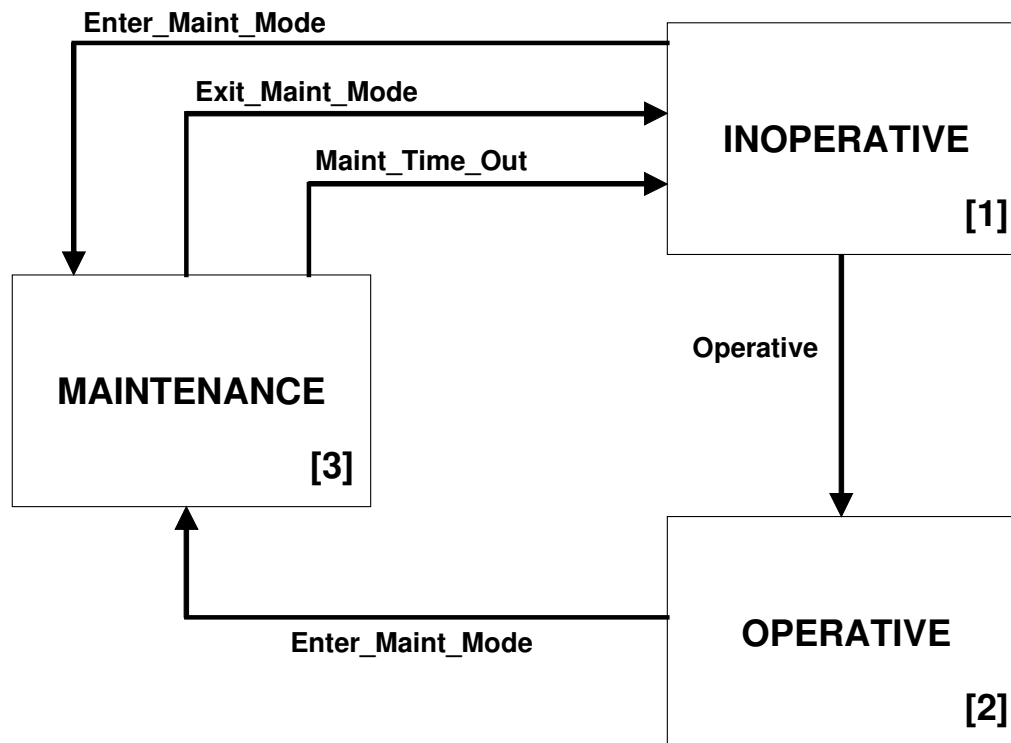 Enter_Maint_Mode
Exit_Maint_Mode
Maint_Time_Out
INOPERATIVE
[1]
Operative
MAINTENANCE
[3]
Enter_Maint_Mode
OPERATIVE
[2]